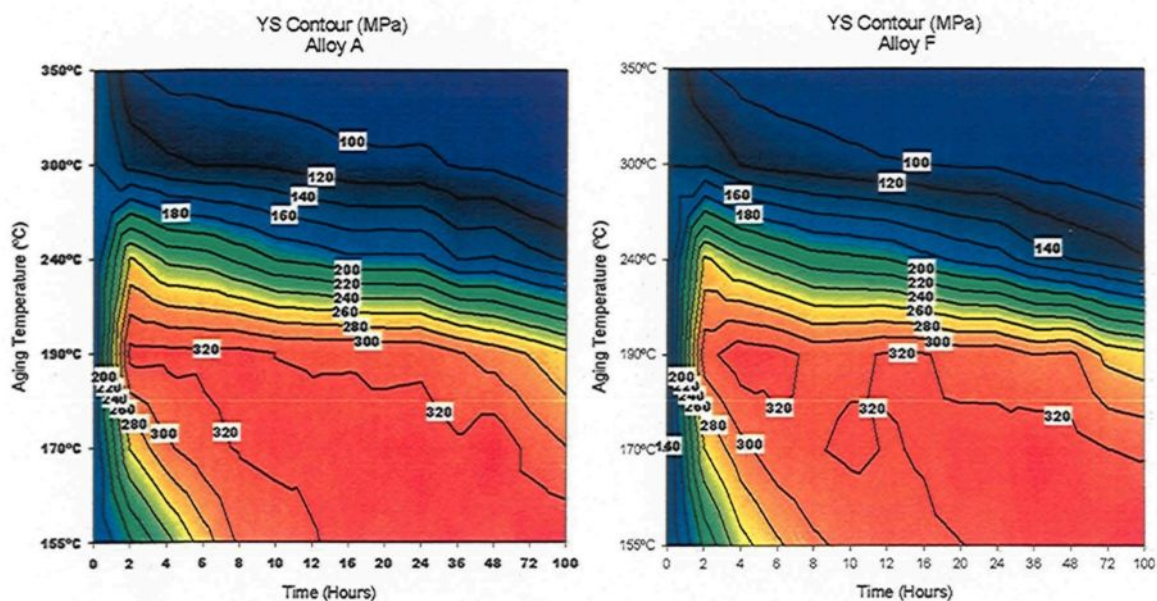 YS Contour (MPa)
Alloy A
350ºC
300ºC
240ºC
190ºC
170ºC
155ºC
Aging Temperature (ºC)
100
120
140
160
180
200
220
240
260
280
300
320
200
220
240
260
280
300
320
320
0 2 4 6 8 10 12 16 20 24 36 48 72 100
Time (Hours)
YS Contour (MPa)
Alloy F
350ºC
300ºC
240ºC
190ºC
170ºC
155ºC
Aging Temperature (ºC)
100
120
160
180
140
200
220
240
260
280
300
320
200
220
240
260
280
300
140
320
320
320
0 2 4 6 8 10 12 16 20 24 36 48 72 100
Time (Hours)